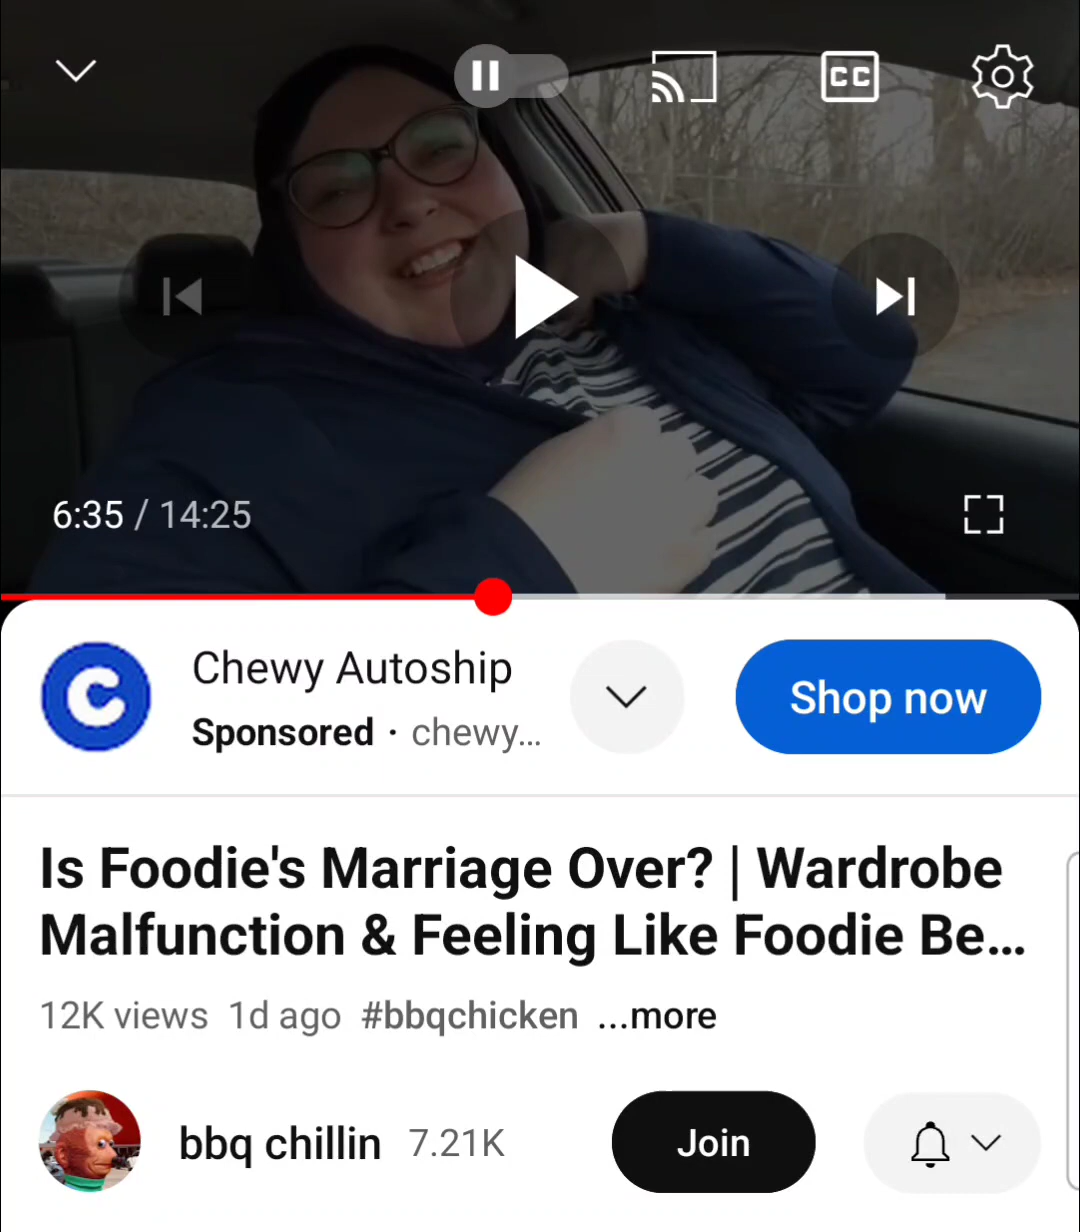 CC
6:35 / 14:25
Chewy Autoship
Sponsored · chewy...
Shop now
Is Foodie's Marriage Over? | Wardrobe
Malfunction & Feeling Like Foodie Be...
12K views 1d ago #bbqchicken ...more
bbq chillin 7.21K
Join